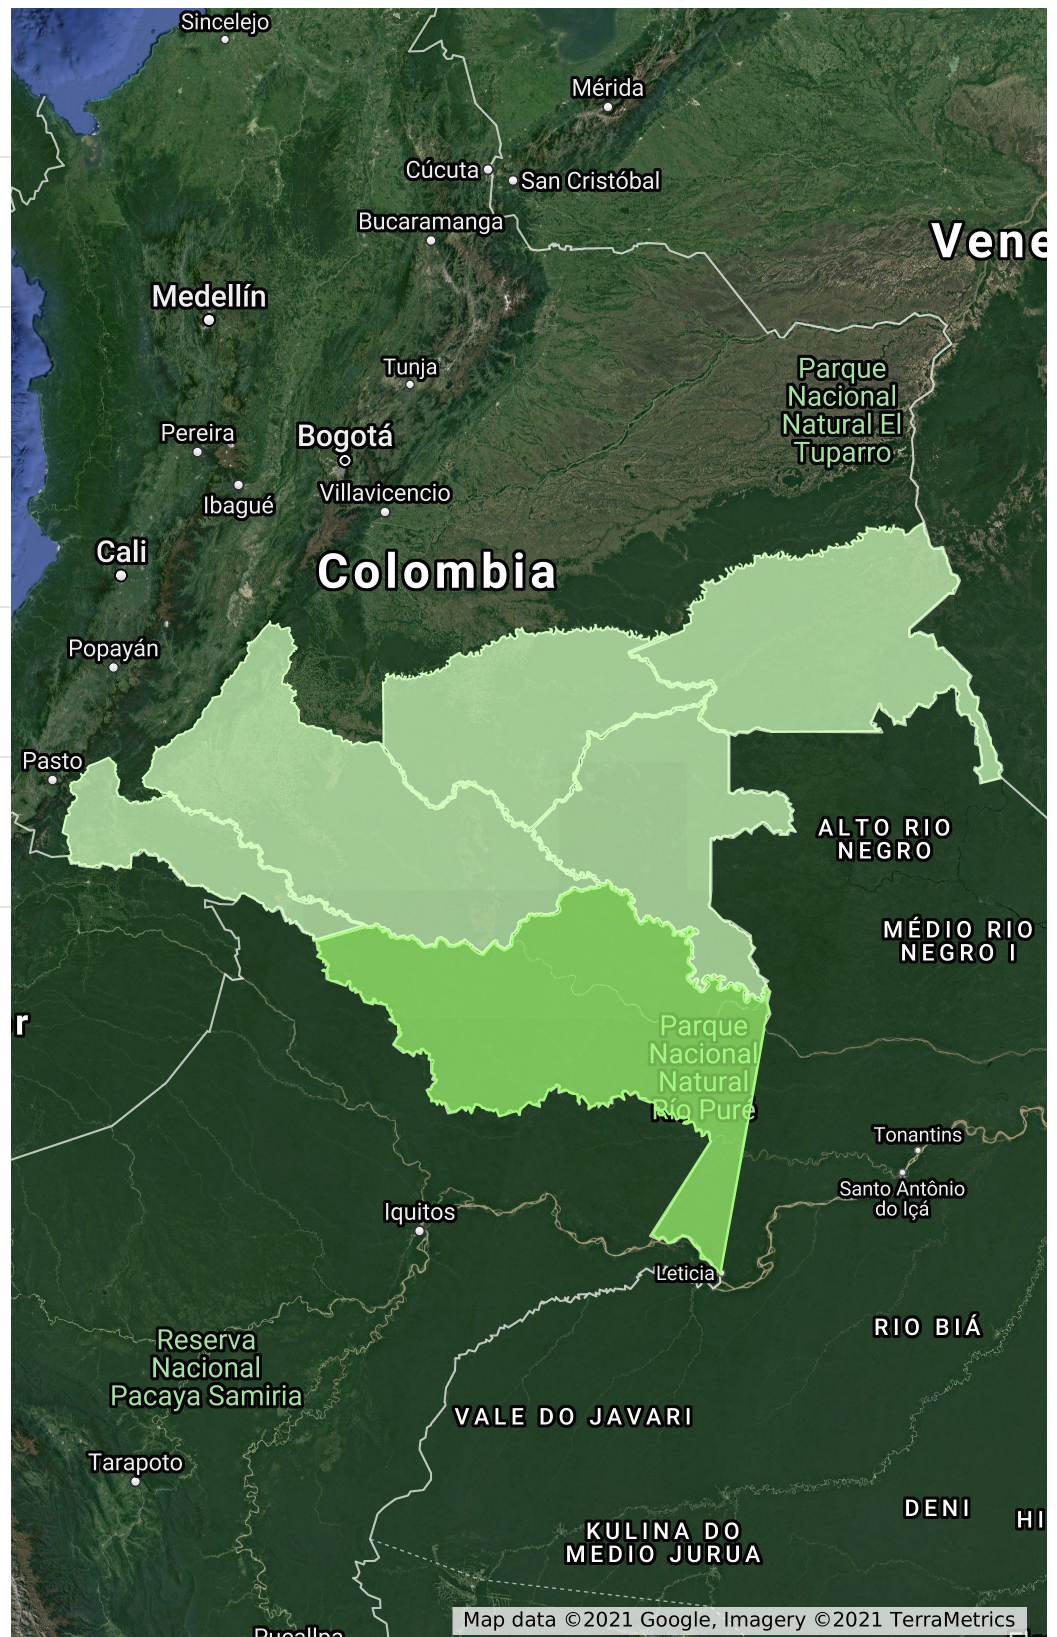 Sincelejo
Mérida
Cúcuta
San Cristóbal
Bucaramanga
Vene
Medellín
Tunja
Parque
Nacional
Natural El
Tuparro
Pereira
Bogotá
Ibagué
Villavicencio
Cali
Colombia
Popayán
Pasto
ALTO RIO
NEGRO
MÉDIO RIO
NEGRO I
r
Parque
Nacional
Natural
Río Puré
Tonantins
Santo Antônio
do Içá
Iquitos
Leticia
RIO BIÁ
Reserva
Nacional
Pacaya Samiria
VALE DO JAVARI
Tarapoto
DENI
HI
KULINA DO
MEDIO JURUA
Map data ©2021 Google, Imagery ©2021 TerraMetrics